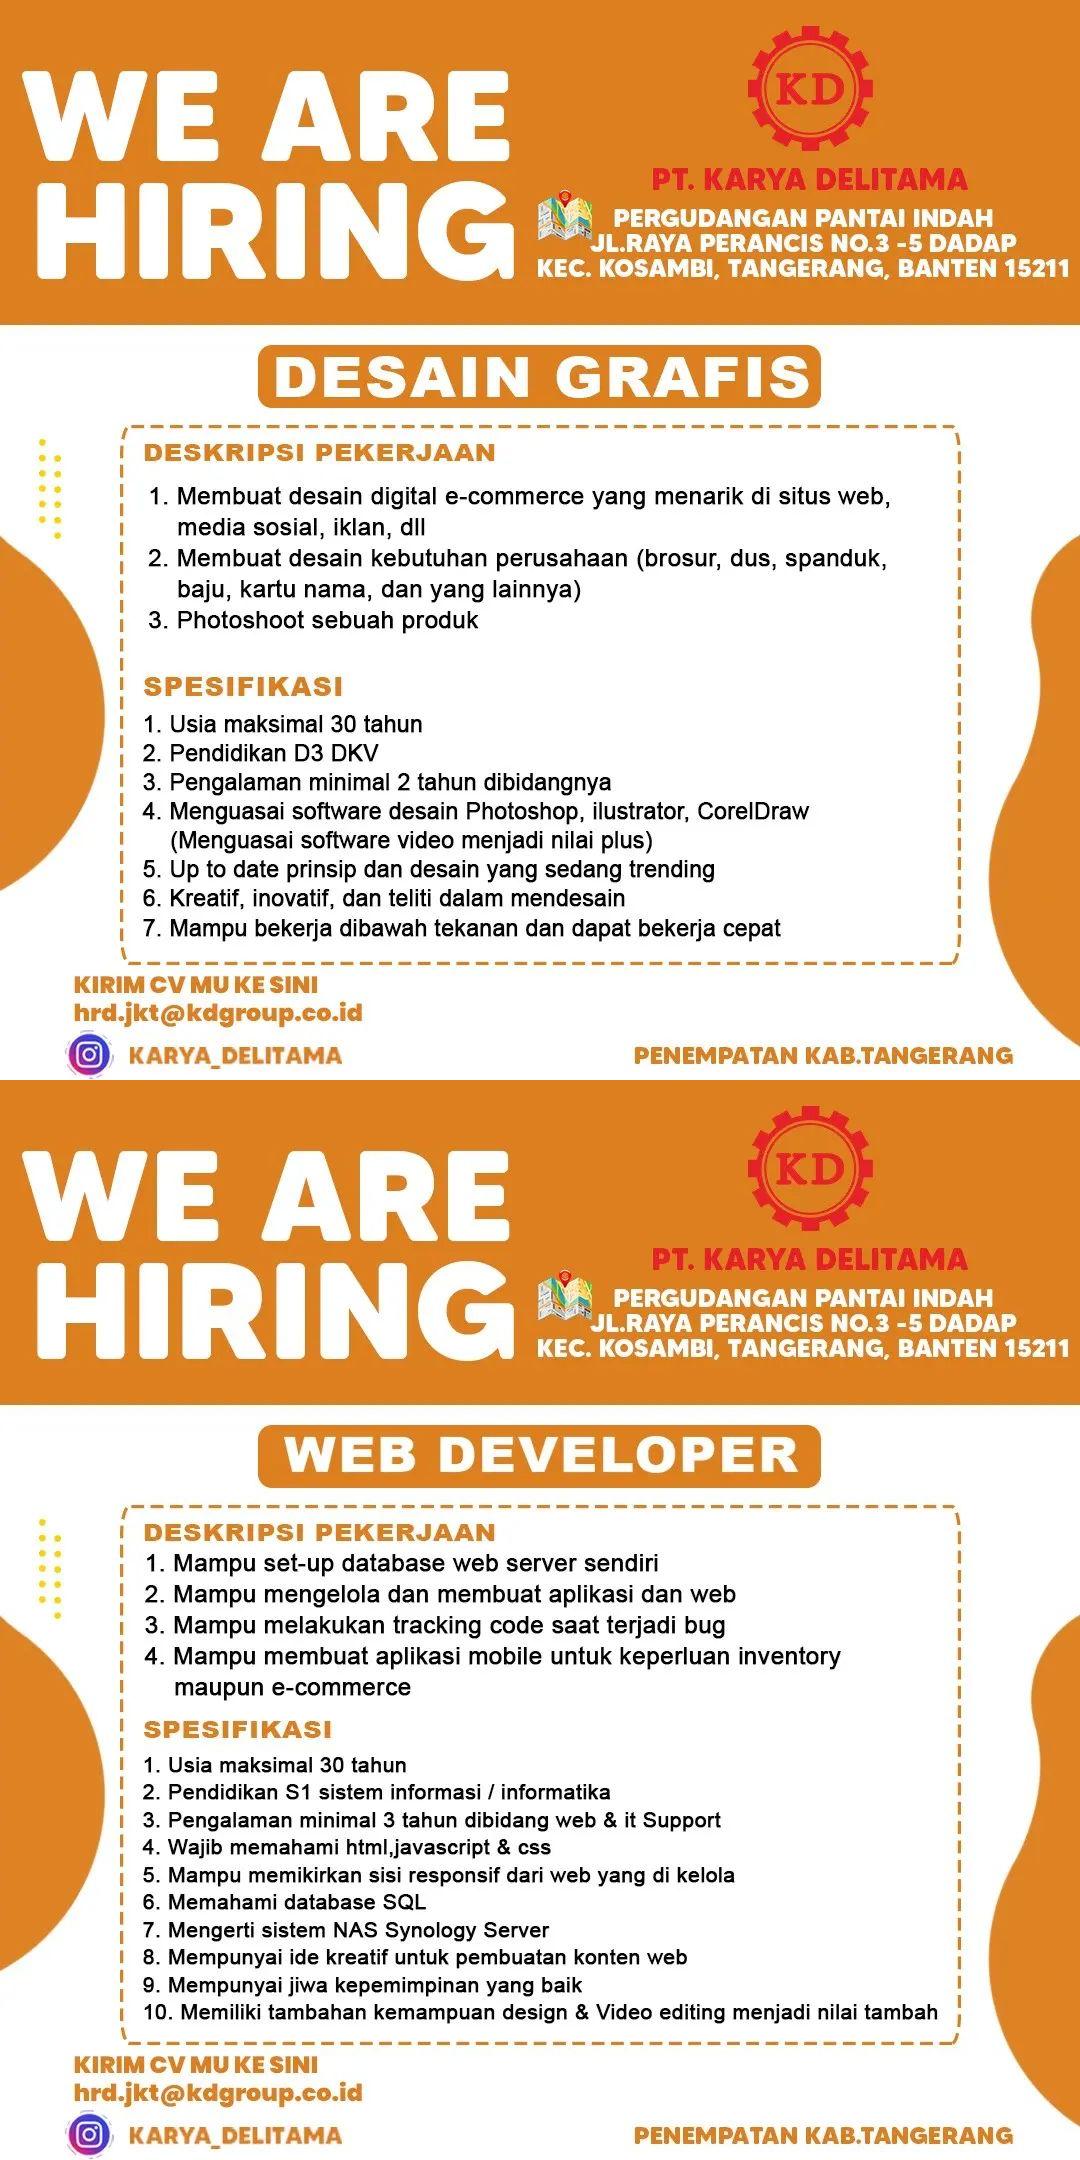 WE ARE
HIRING
KD
PT. KARYA DELITAMA
PERGUDANGAN PANTAI INDAH
JL.RAYA PERANCIS NO.3 -5 DADAP
KEC. KOSAMBI, TANGERANG, BANTEN 15211
DESAIN GRAFIS
DESKRIPSI PEKERJAAN
1. Membuat desain digital e-commerce yang menarik di situs web,
media sosial, iklan, dll
2. Membuat desain kebutuhan perusahaan (brosur, dus, spanduk,
baju, kartu nama, dan yang lainnya)
3. Photoshoot sebuah produk
SPESIFIKASI
1. Usia maksimal 30 tahun
2. Pendidikan D3 DKV
3. Pengalaman minimal 2 tahun dibidangnya
4. Menguasai software desain Photoshop, ilustrator, CorelDraw
(Menguasai software video menjadi nilai plus)
5. Up to date prinsip dan desain yang sedang trending
6. Kreatif, inovatif, dan teliti dalam mendesain
7. Mampu bekerja dibawah tekanan dan dapat bekerja cepat
KIRIM CV MU KE SINI
hrd.jkt@kdgroup.co.id
KARYA_DELITAMA
PENEMPATAN KAB.TANGERANG
WE ARE
HIRING
KD
PT. KARYA DELITAMA
PERGUDANGAN PANTAI INDAH
JL.RAYA PERANCIS NO.3 -5 DADAP
KEC. KOSAMBI, TANGERANG, BANTEN 15211
WEB DEVELOPER
DESKRIPSI PEKERJAAN
1. Mampu set-up database web server sendiri
2. Mampu mengelola dan membuat aplikasi dan web
3. Mampu melakukan tracking code saat terjadi bug
4. Mampu membuat aplikasi mobile untuk keperluan inventory
maupun e-commerce
SPESIFIKASI
1. Usia maksimal 30 tahun
2. Pendidikan S1 sistem informasi / informatika
3. Pengalaman minimal 3 tahun dibidang web & it Support
4. Wajib memahami html,javascript & css
5. Mampu memikirkan sisi responsif dari web yang di kelola
6. Memahami database SQL
7. Mengerti sistem NAS Synology Server
8. Mempunyai ide kreatif untuk pembuatan konten web
9. Mempunyai jiwa kepemimpinan yang baik
10. Memiliki tambahan kemampuan design & Video editing menjadi nilai tambah
KIRIM CV MU KE SINI
hrd.jkt@kdgroup.co.id
KARYA_DELITAMA
PENEMPATAN KAB.TANGERANG